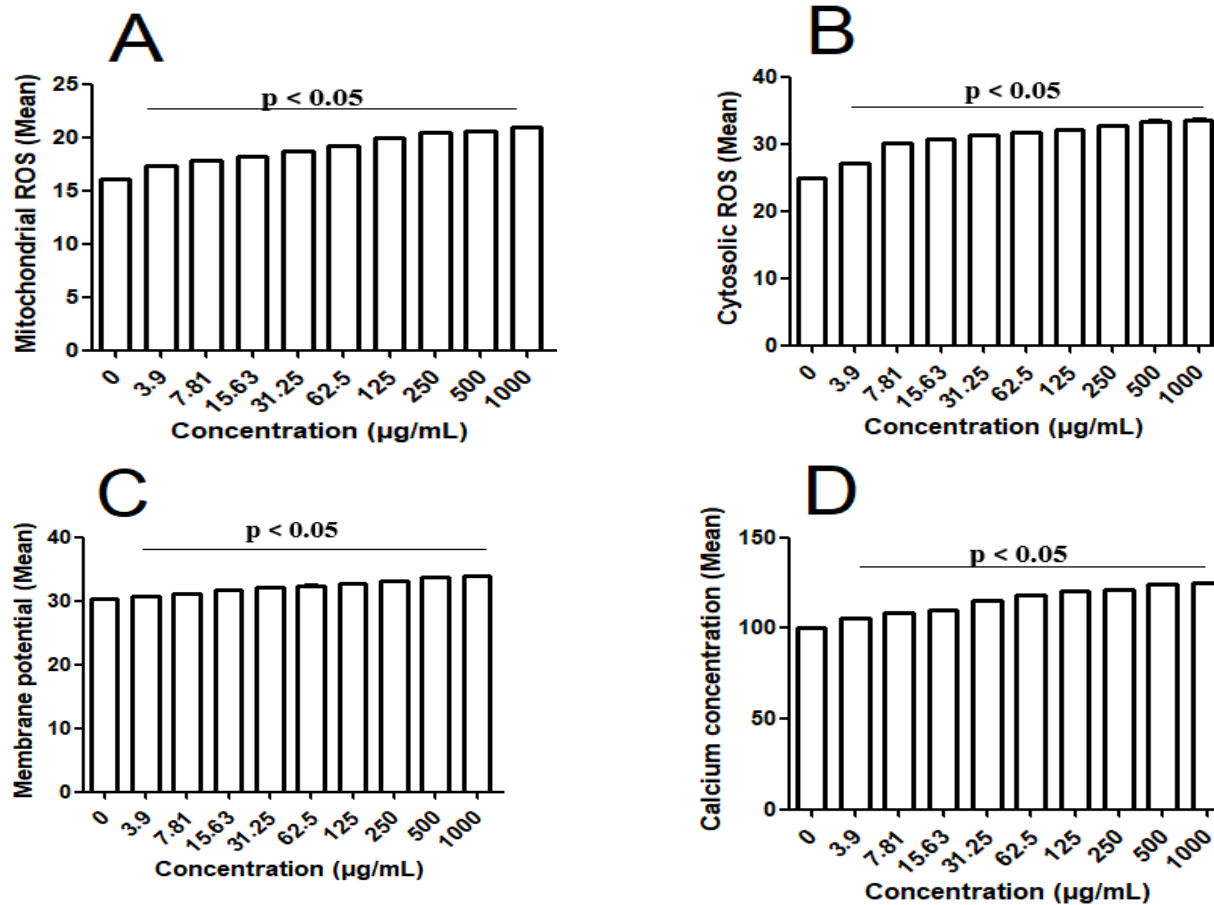 A
Mitochondrial ROS (Mean)
p < 0.05
25
20
15
10
5
0
0 3.9 7.81 15.63 31.25 62.5 125 250 500 1000
Concentration (µg/mL)
B
Cytosolic ROS (Mean)
p < 0.05
40
30
20
10
0
0 3.9 7.81 15.63 31.25 62.5 125 250 500 1000
Concentration (µg/mL)
C
Membrane potential (Mean)
p < 0.05
40
30
20
10
0
0 3.9 7.81 15.63 31.25 62.5 125 250 500 1000
Concentration (µg/mL)
D
Calcium concentration (Mean)
p < 0.05
150
100
50
0
0 3.9 7.81 15.63 31.25 62.5 125 250 500 1000
Concentration (µg/mL)